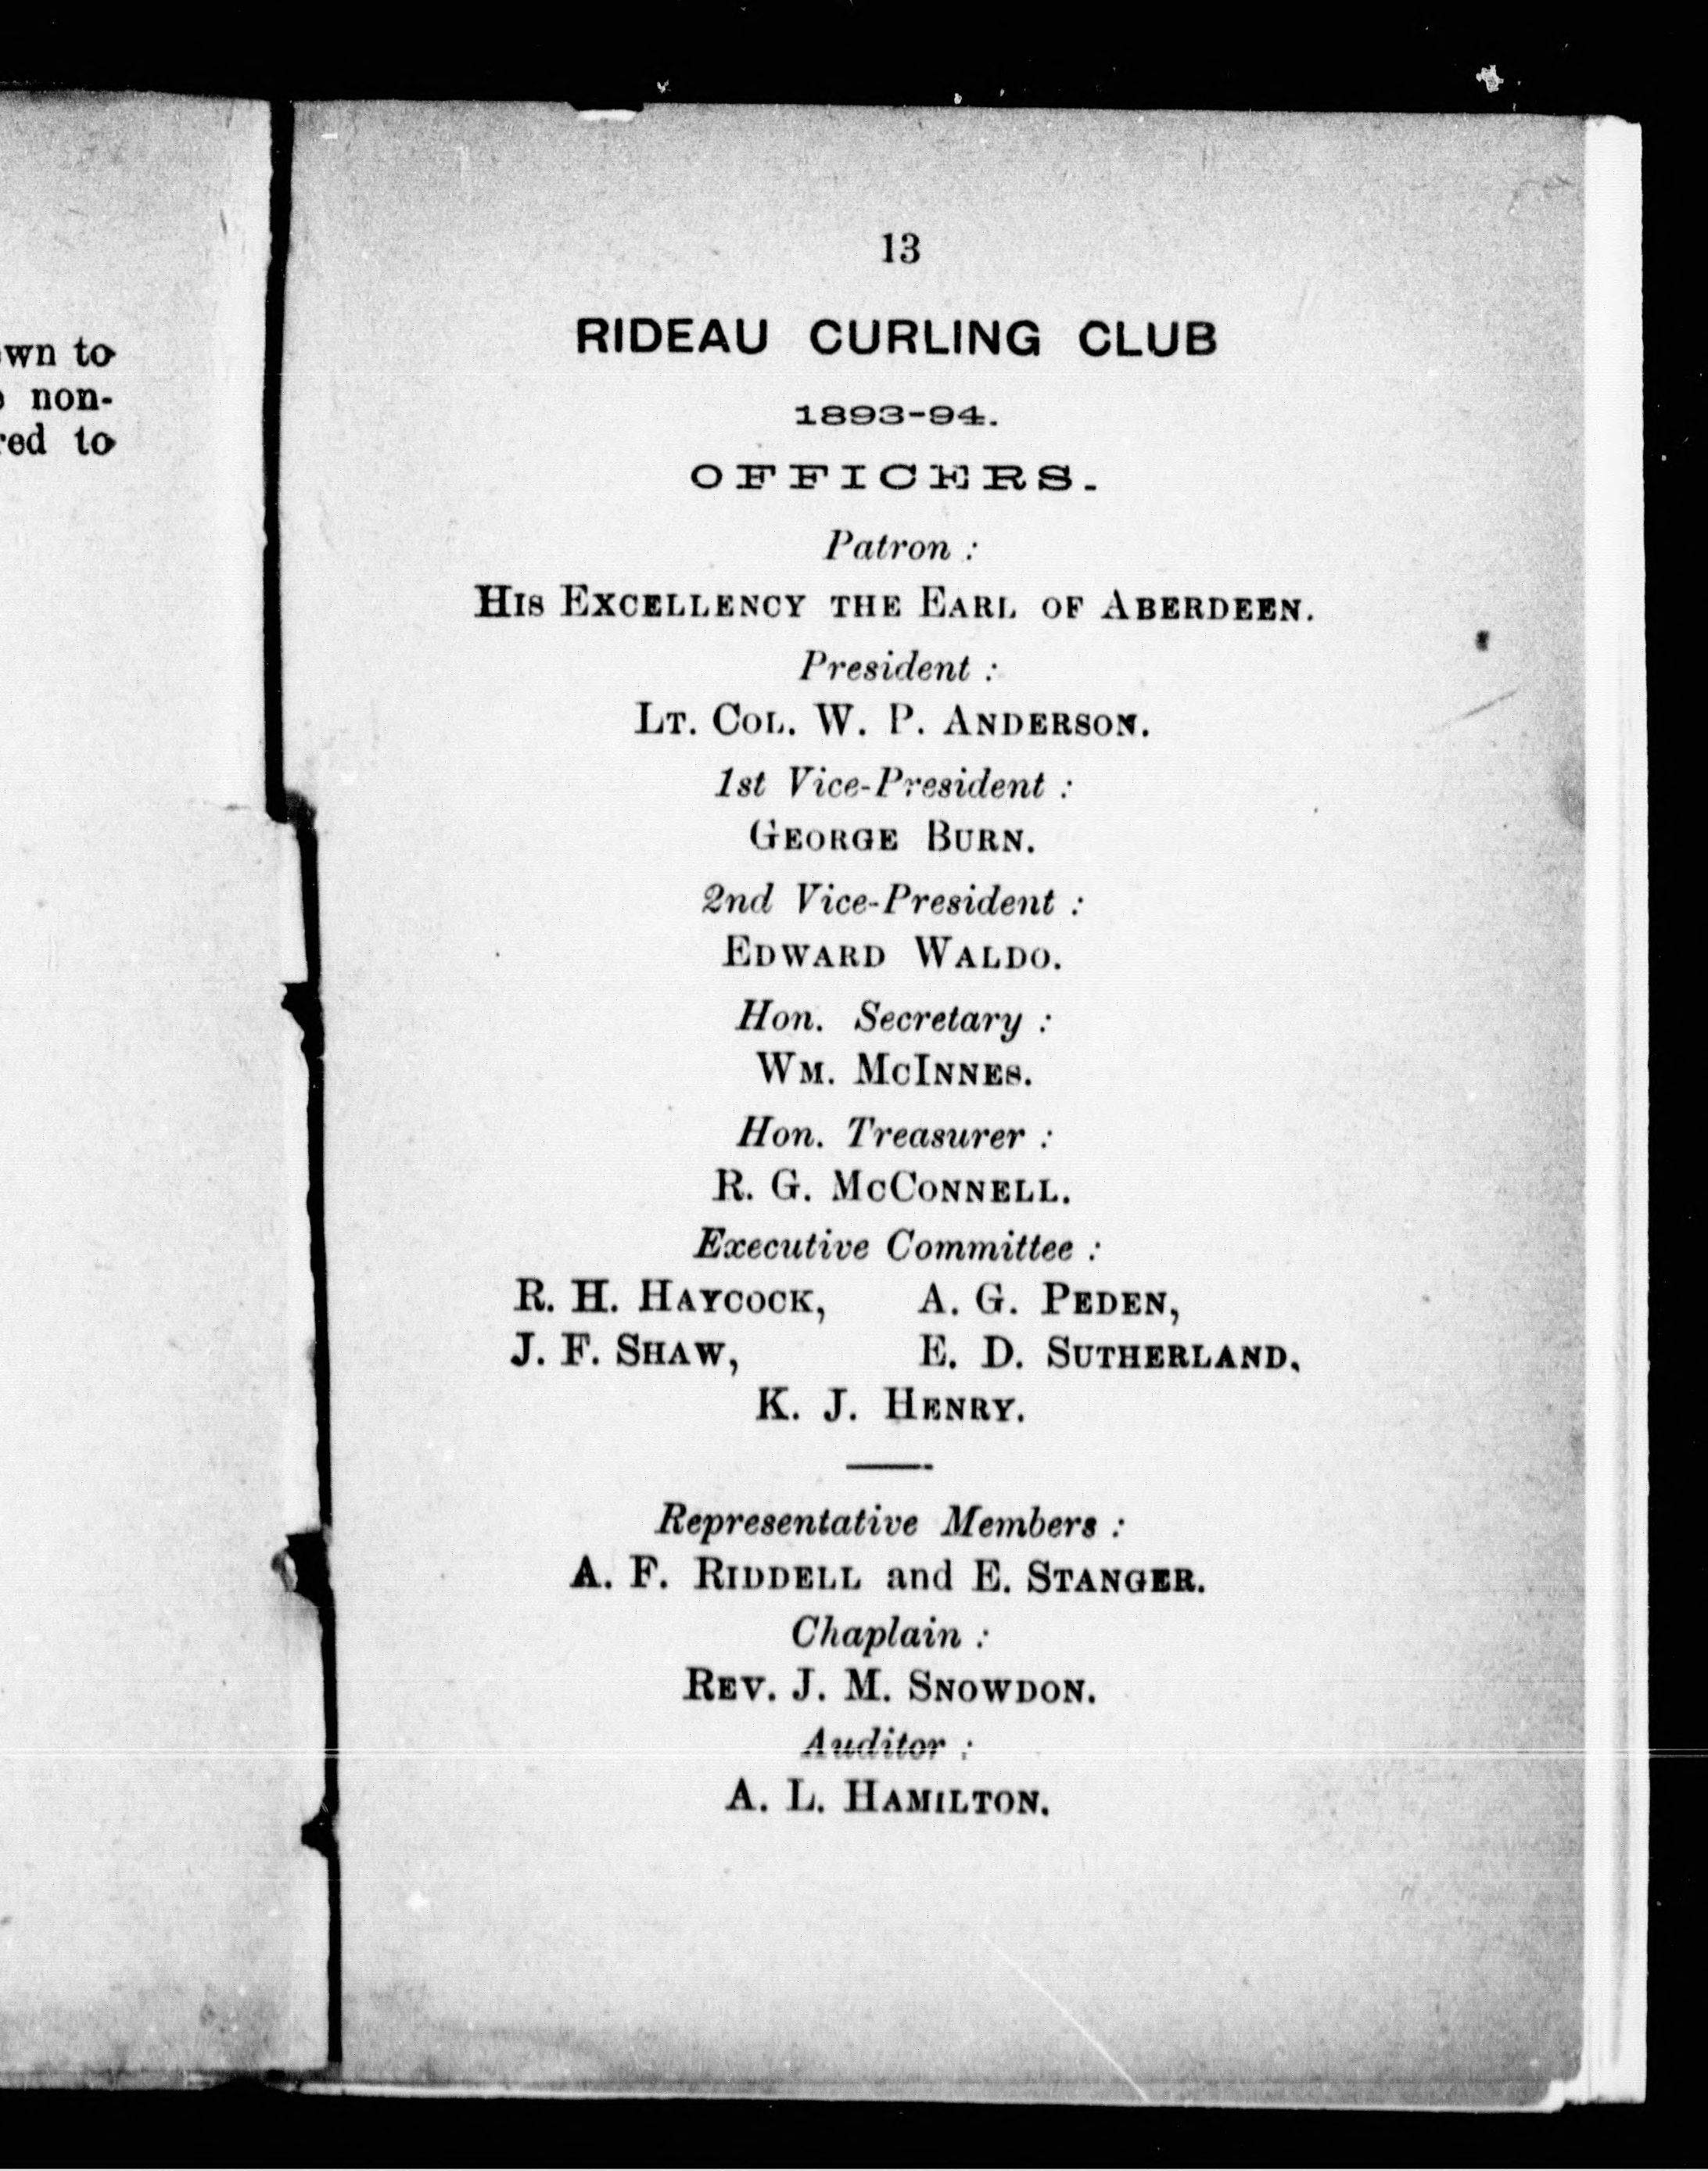 wn to
non-
red to
13
RIDEAU CURLING CLUB
1893-94.
OFFICERS.
Patron :
HIS EXCELLENCY THE EARL OF ABERDEEN.
President :
LT. COL. W. P. ANDERSON.
1st Vice-President :
GEORGE BURN.
2nd Vice-President :
EDWARD WALDO.
Hon. Secretary :
WM. MCINNES.
Hon. Treasurer :
R. G. MCCONNELL.
Executive Committee :
R. H. HAYCOCK, A. G. PEDEN,
J. F. SHAW, E. D. SUTHERLAND,
K. J. HENRY.
Representative Members :
A. F. RIDDELL and E. STANGER.
Chaplain :
REV. J. M. SNOWDON.
Auditor :
A. L. HAMILTON.